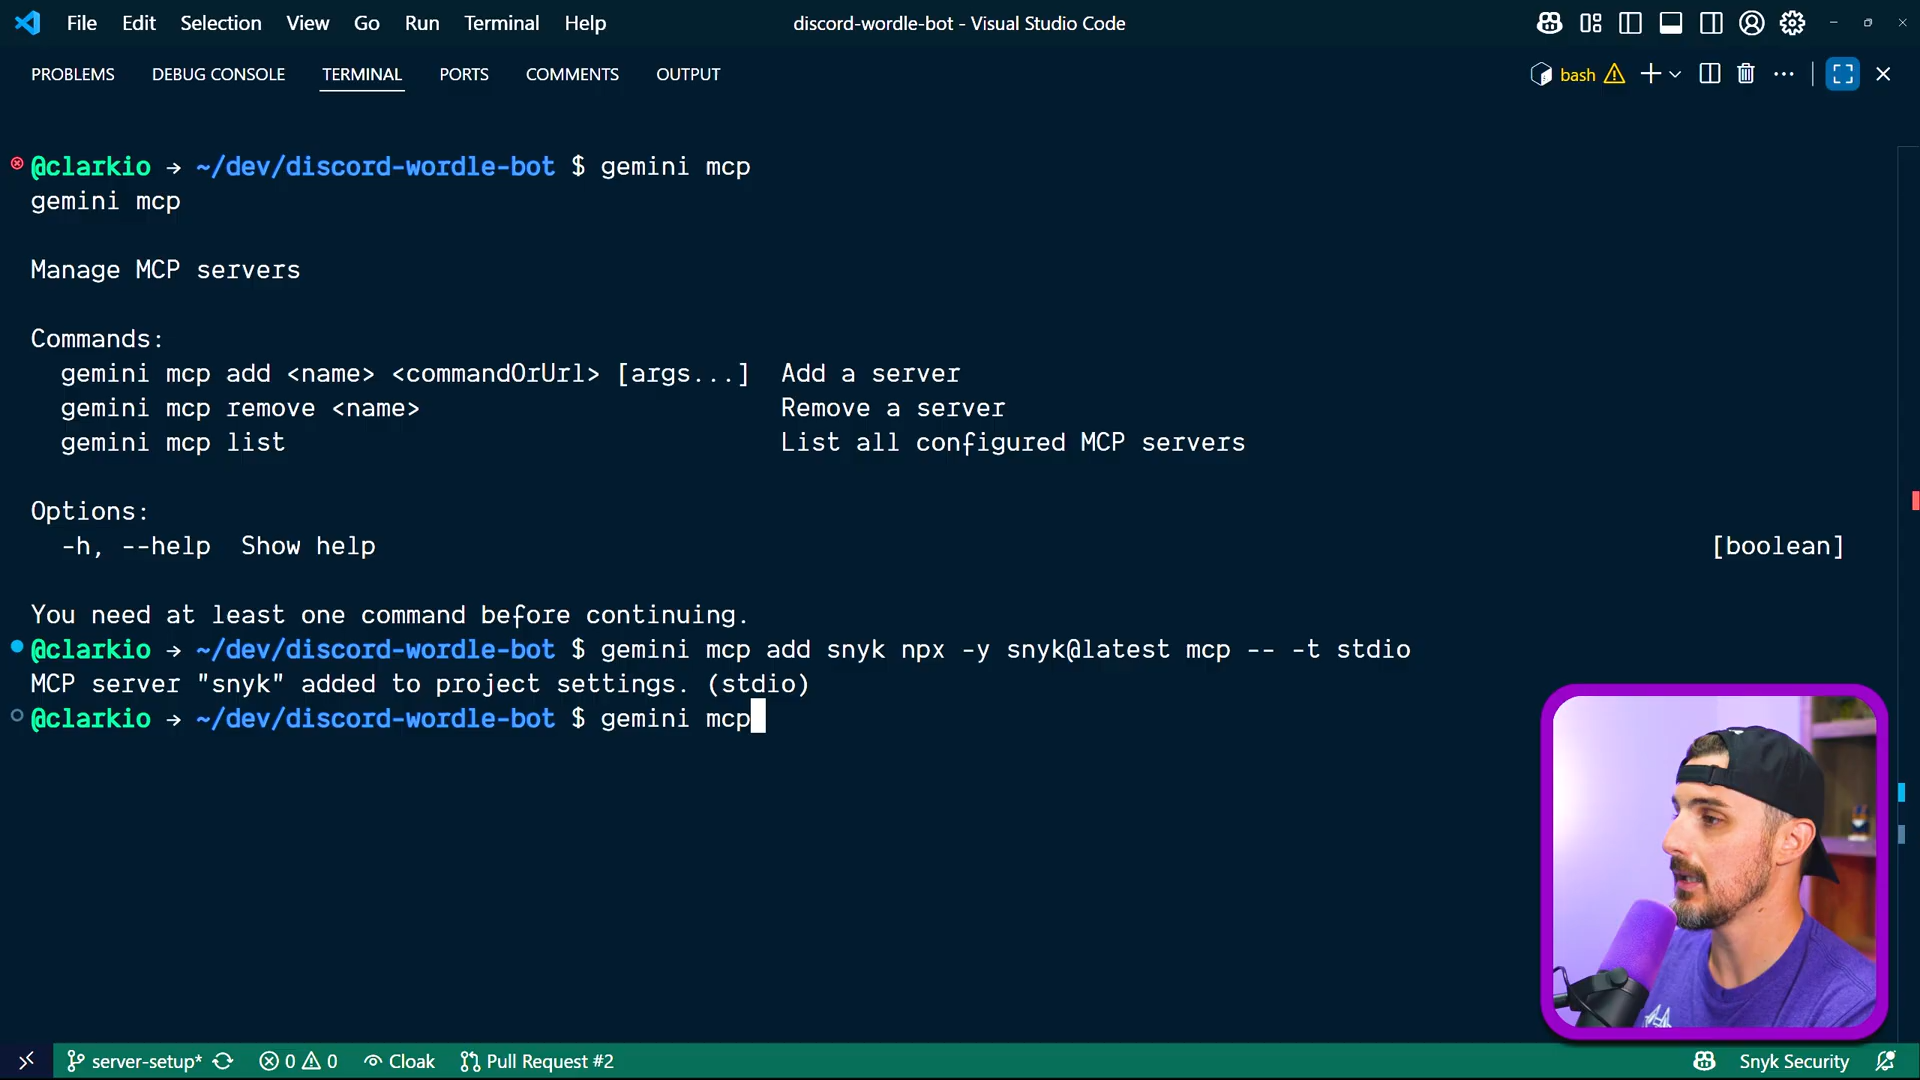 File Edit Selection View Go Run Terminal Help
discord-wordle-bot - Visual Studio Code
PROBLEMS DEBUG CONSOLE TERMINAL PORTS COMMENTS OUTPUT
bash
@clarkio → ~/dev/discord-wordle-bot $ gemini mcp
gemini mcp
Manage MCP servers
Commands:
gemini mcp add <name> <commandOrUrl> [args...] Add a server
gemini mcp remove <name> Remove a server
gemini mcp list List all configured MCP servers
Options:
-h, --help Show help [boolean]
You need at least one command before continuing.
@clarkio → ~/dev/discord-wordle-bot $ gemini mcp add snyk npx -y snyk@latest mcp -- -t stdio
MCP server "snyk" added to project settings. (stdio)
@clarkio → ~/dev/discord-wordle-bot $ gemini mcp
server-setup* 0 0 Cloak Pull Request #2
Snyk Security